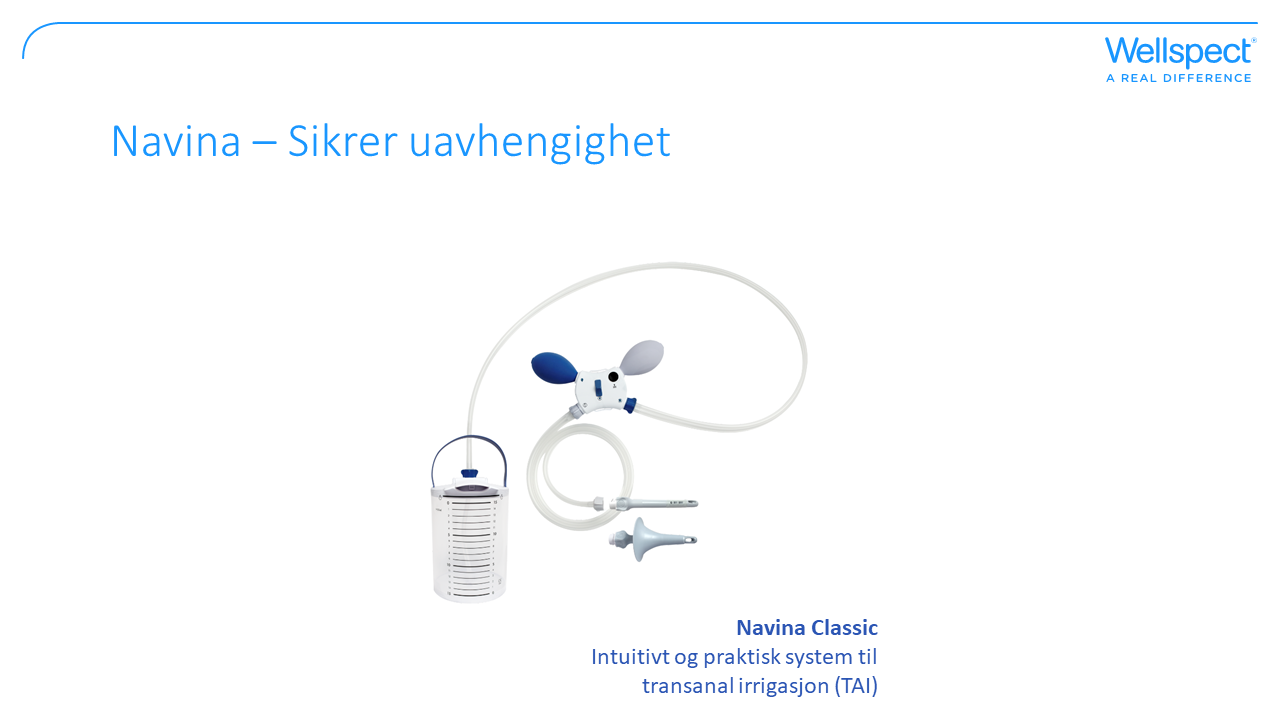 Wellspect®
A REAL DIFFERENCE
Navina – Sikrer uavhengighet
Navina Classic
Intuitivt og praktisk system til
transanal irrigasjon (TAI)